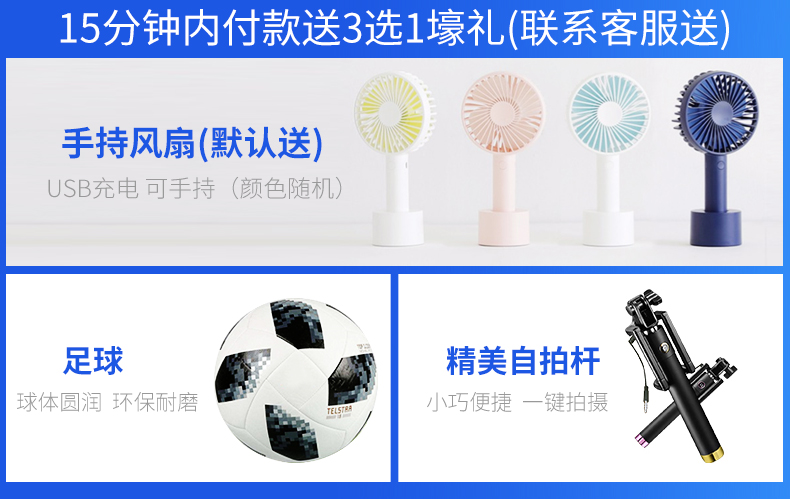 15分钟内付款送3选1壕礼(联系客服送)
手持风扇(默认送)
USB充电 可手持（颜色随机）
足球
球体圆润 环保耐磨
TELSTAR
精美自拍杆
小巧便捷 一键拍摄